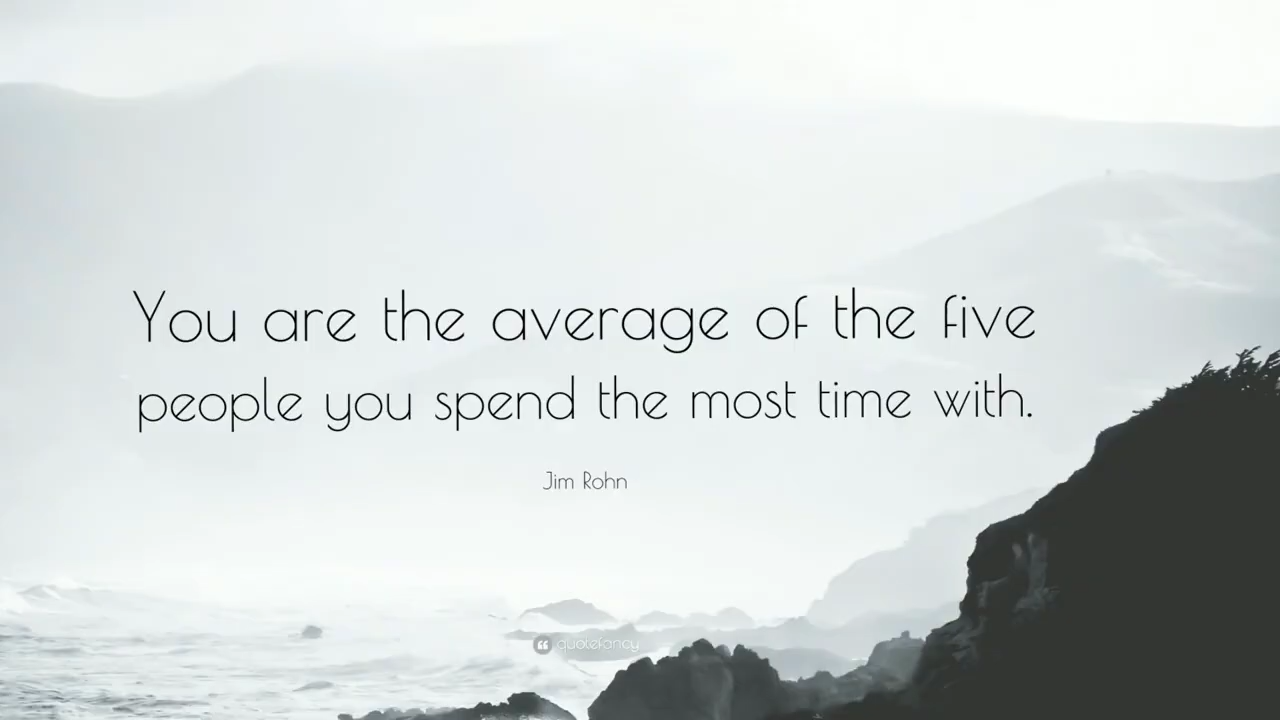 You are the average of the five
people you spend the most time with.
Jim Rohn
quotefancy